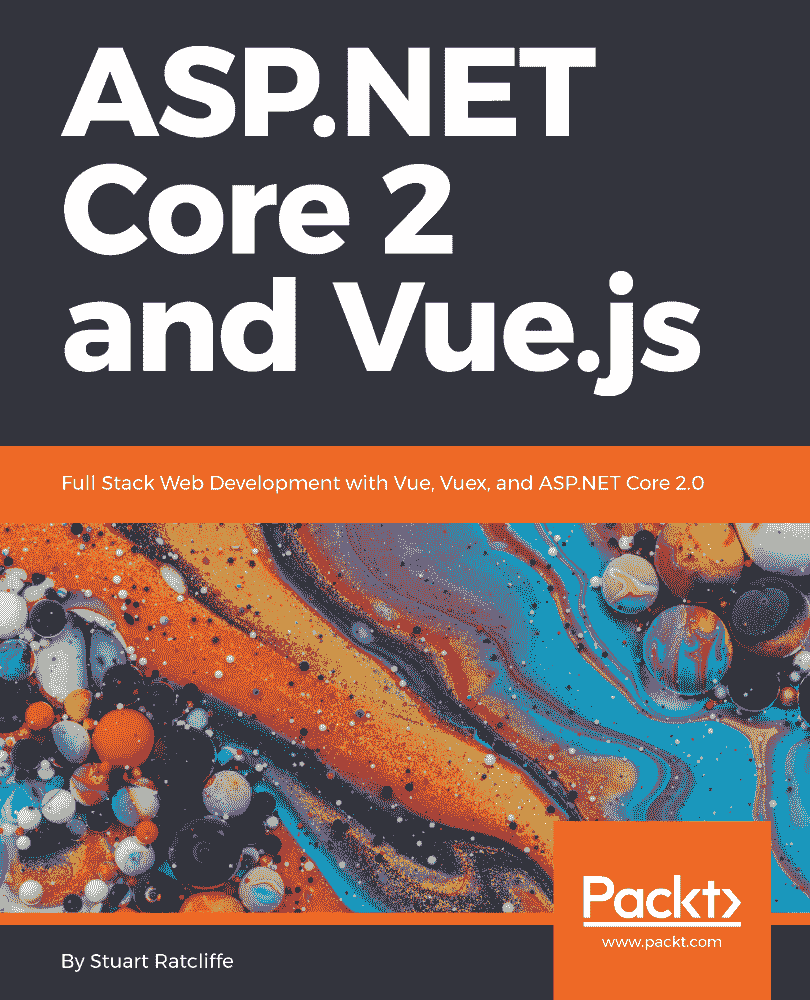 ASP.NET
Core 2
and Vue.js
Full Stack Web Development with Vue, Vuex, and ASP.NET Core 2.0
Packt>
www.packt.com
By Stuart Ratcliffe